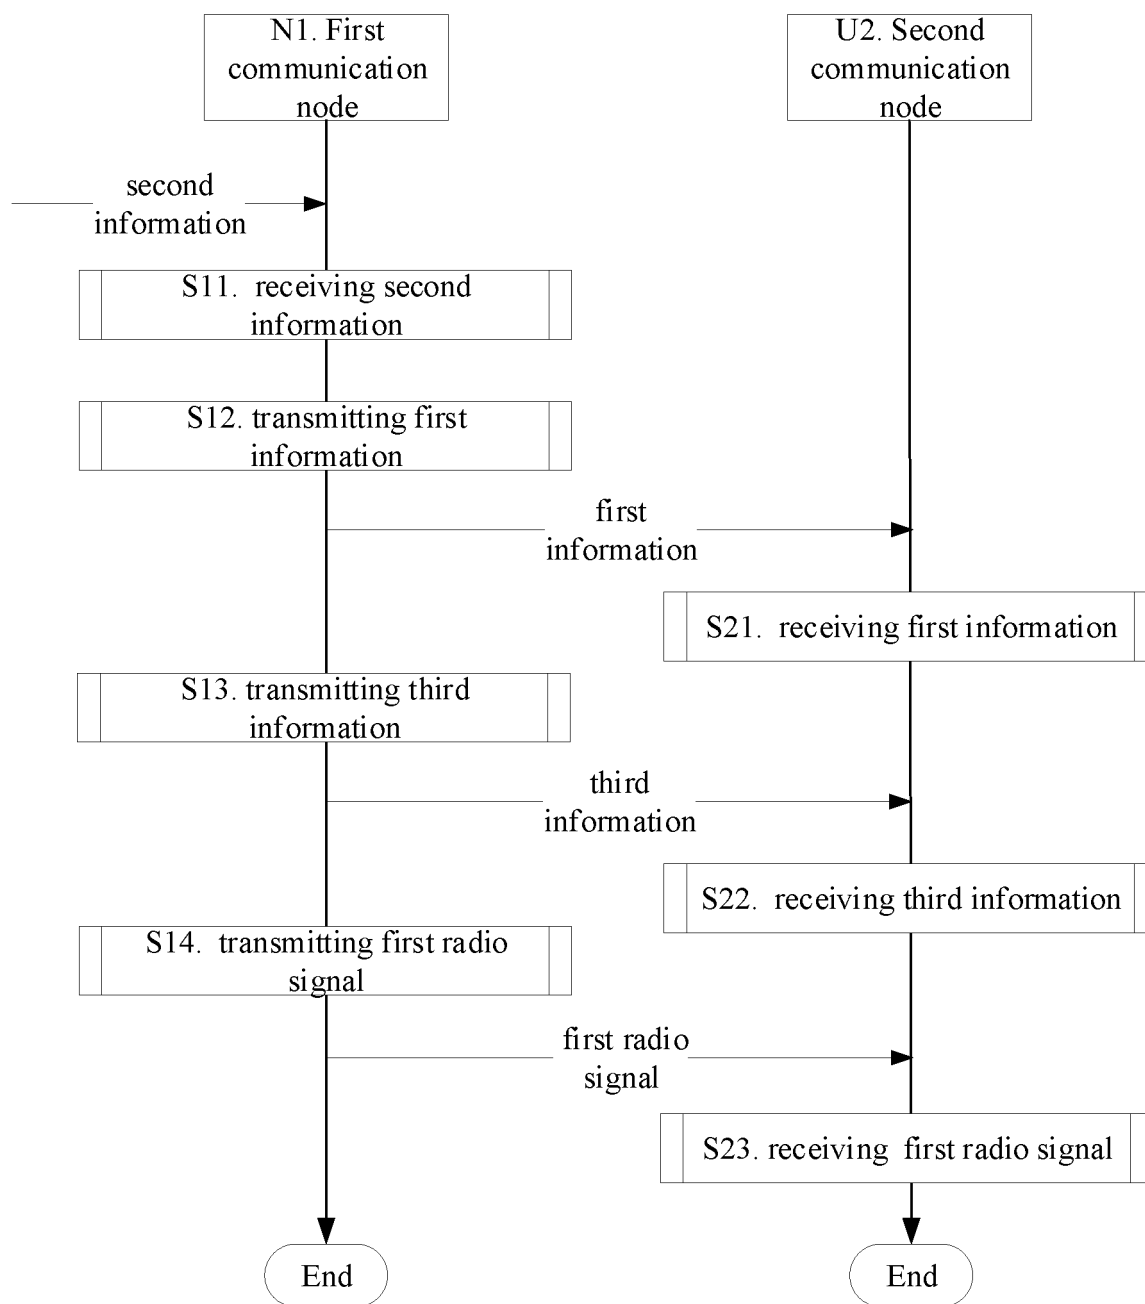 N1. First
communication
node
U2. Second
communication
node
second
information
S11. receiving second
information
S12. transmitting first
information
first
information
S21. receiving first information
S13. transmitting third
information
third
information
S22. receiving third information
S14. transmitting first radio
signal
first radio
signal
S23. receiving first radio signal
End
End